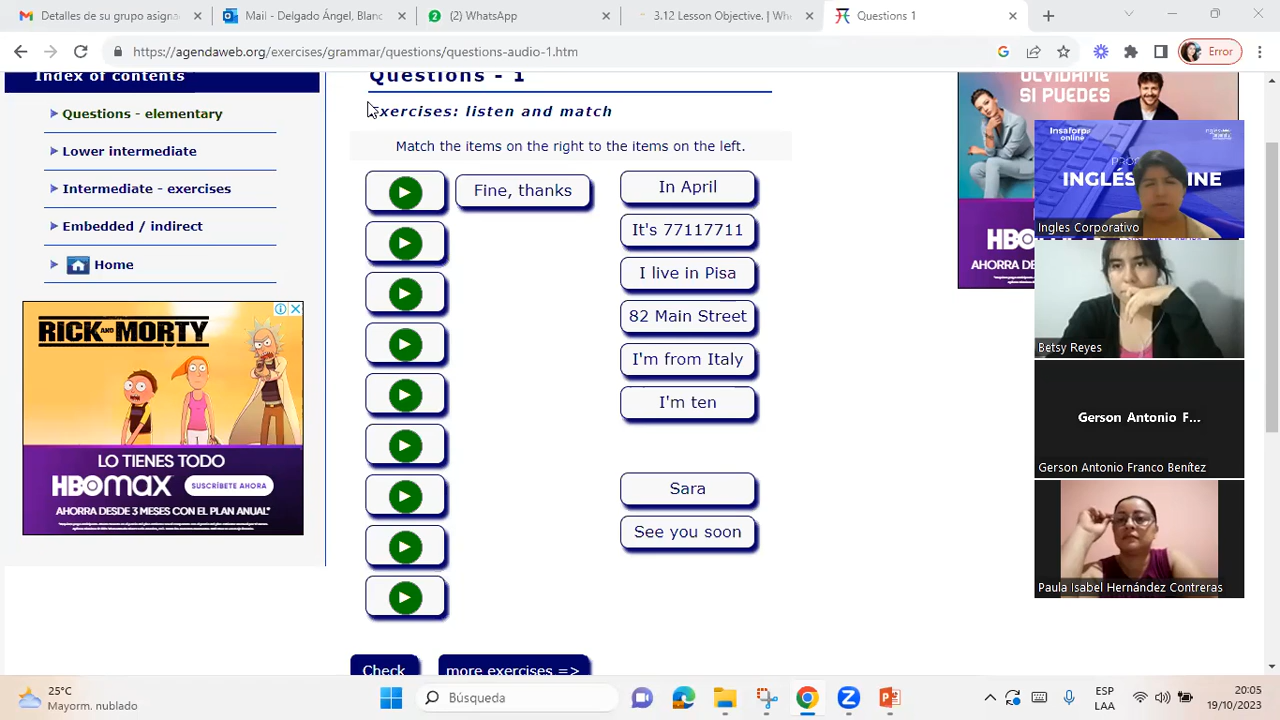 Detalles de su grupo asigna
Mail - Delgado Ángel, Blanc
(2) WhatsApp
3.12 Lesson Objective. | Wh
Questions 1
https://agendaweb.org/exercises/grammar/questions/questions-audio-1.htm
Error
Index of contents
Questions - elementary
Lower intermediate
Intermediate - exercises
Embedded / indirect
Home
RICK AND MORTY
LO TIENES TODO
HBOmax SUSCRÍBETE AHORA
AHORRA DESDE 3 MESES CON EL PLAN ANUAL*
Questions - 1
Exercises: listen and match
Match the items on the right to the items on the left.
Fine, thanks
In April
It's 77117711
I live in Pisa
82 Main Street
I'm from Italy
I'm ten
Sara
See you soon
Check
more exercises =>
OLVÍDAME
SI PUEDES
HBO
AHORRA DE
Insaforp
online
INGLÉS
INE
Ingles Corporativo
Betsy Reyes
Gerson Antonio F...
Gerson Antonio Franco Benítez
Paula Isabel Hernández Contreras
25°C
Mayorm. nublado
Búsqueda
ESP
LAA
20:05
19/10/2023